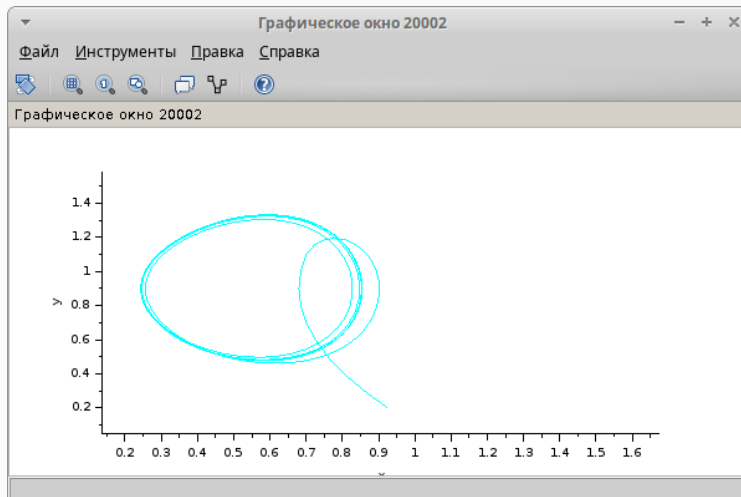 Графическое окно 20002
Файл Инструменты Правка Справка
Графическое окно 20002
1.4
1.2
1
0.8
0.6
0.4
0.2
y
0.2 0.3 0.4 0.5 0.6 0.7 0.8 0.9 1 1.1 1.2 1.3 1.4 1.5 1.6